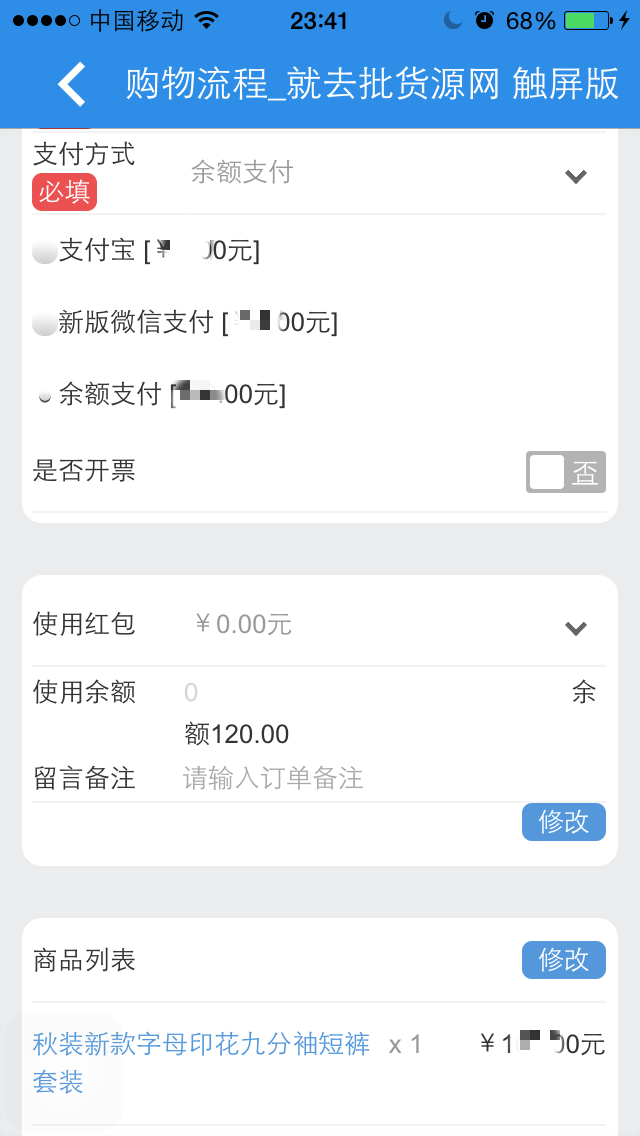 中国移动 23:41 68%
购物流程_就去批货源网 触屏版
支付方式 余额支付
必填
支付宝 [¥ 0元]
新版微信支付 [ 00元]
余额支付 [ 00元]
是否开票 否
使用红包 ¥0.00元
使用余额 0 余
额120.00
留言备注 请输入订单备注
修改
商品列表 修改
秋装新款字母印花九分袖短裤 x 1 ¥1 00元
套装